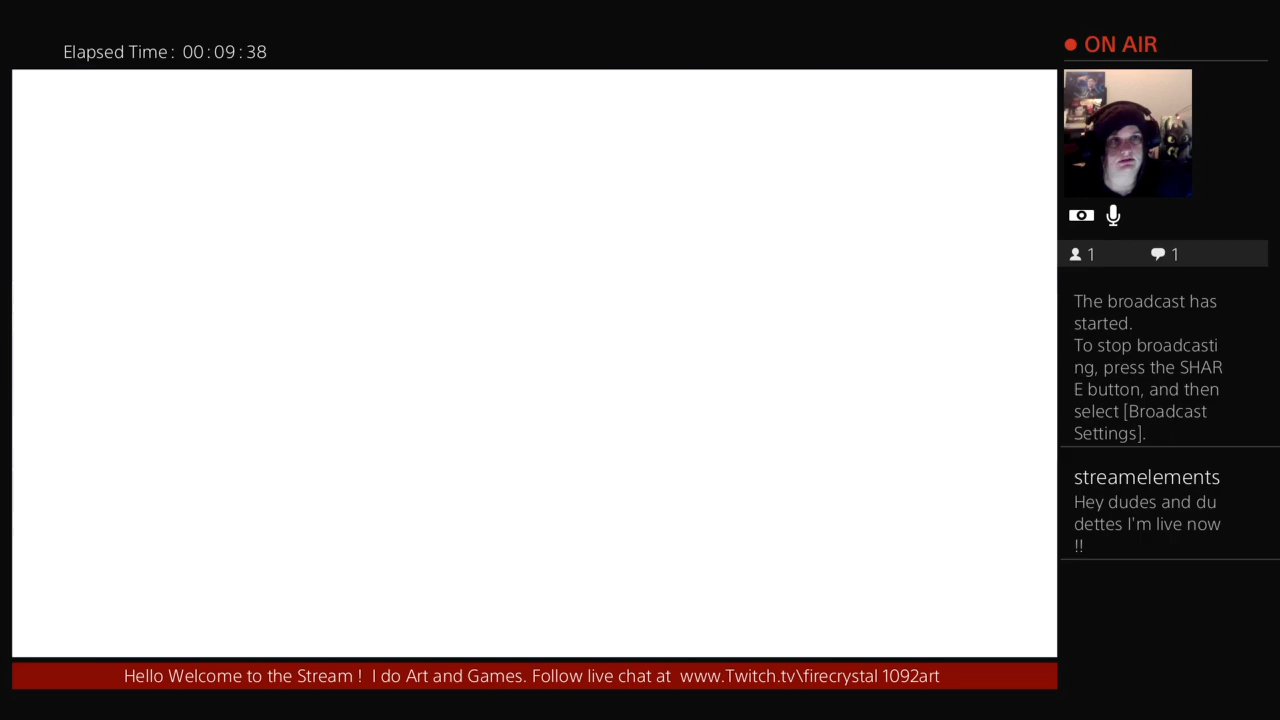 Elapsed Time: 00:09:38
ON AIR
1 1
The broadcast has
started.
To stop broadcasti
ng, press the SHAR
E button, and then
select [Broadcast
Settings].
streamelements
Hey dudes and du
dettes I'm live now
!!
Hello Welcome to the Stream ! I do Art and Games. Follow live chat at www.Twitch.tv\firecrystal1092art